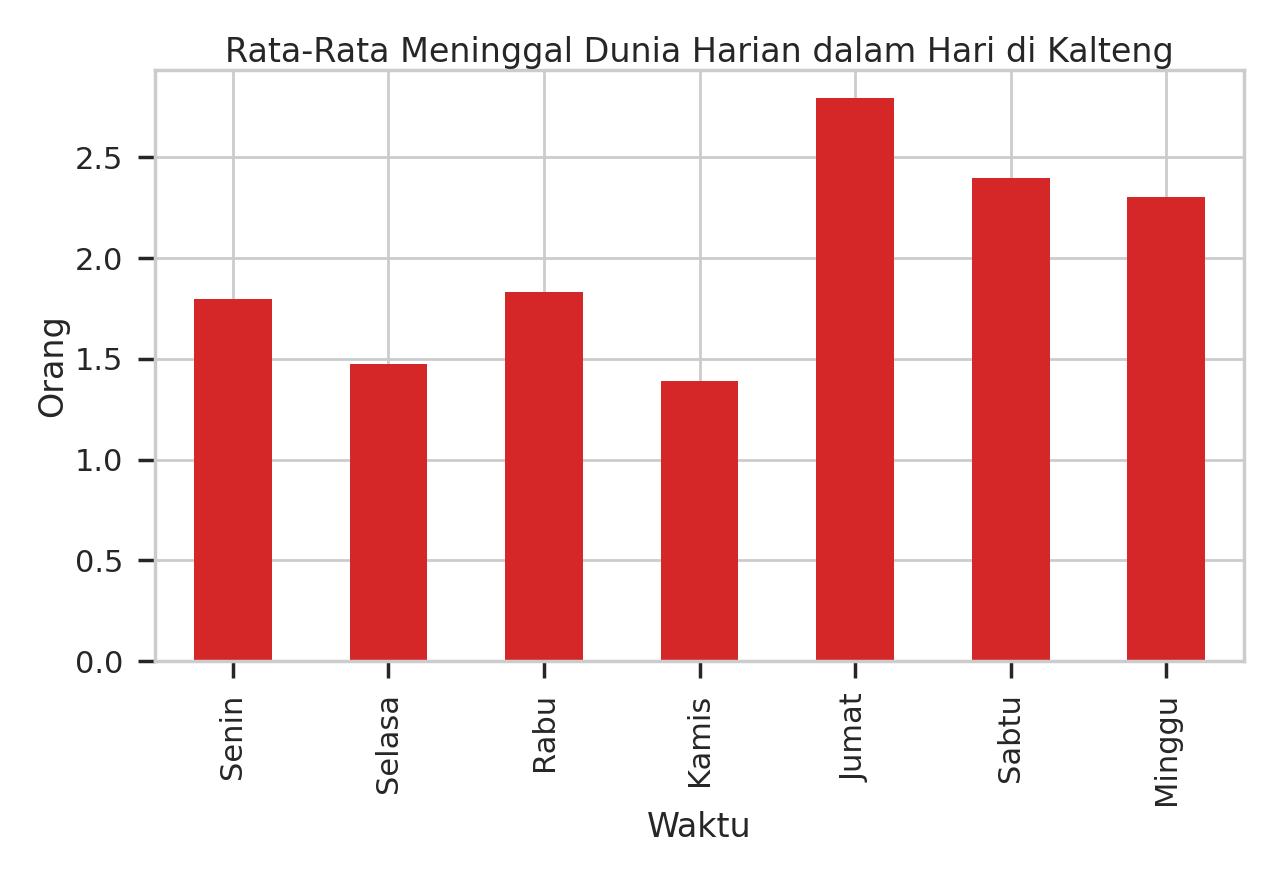 Rata-Rata Meninggal Dunia Harian dalam Hari di Kalteng
Orang
2.5
2.0
1.5
1.0
0.5
0.0
Senin
Selasa
Rabu
Kamis
Jumat
Sabtu
Minggu
Waktu